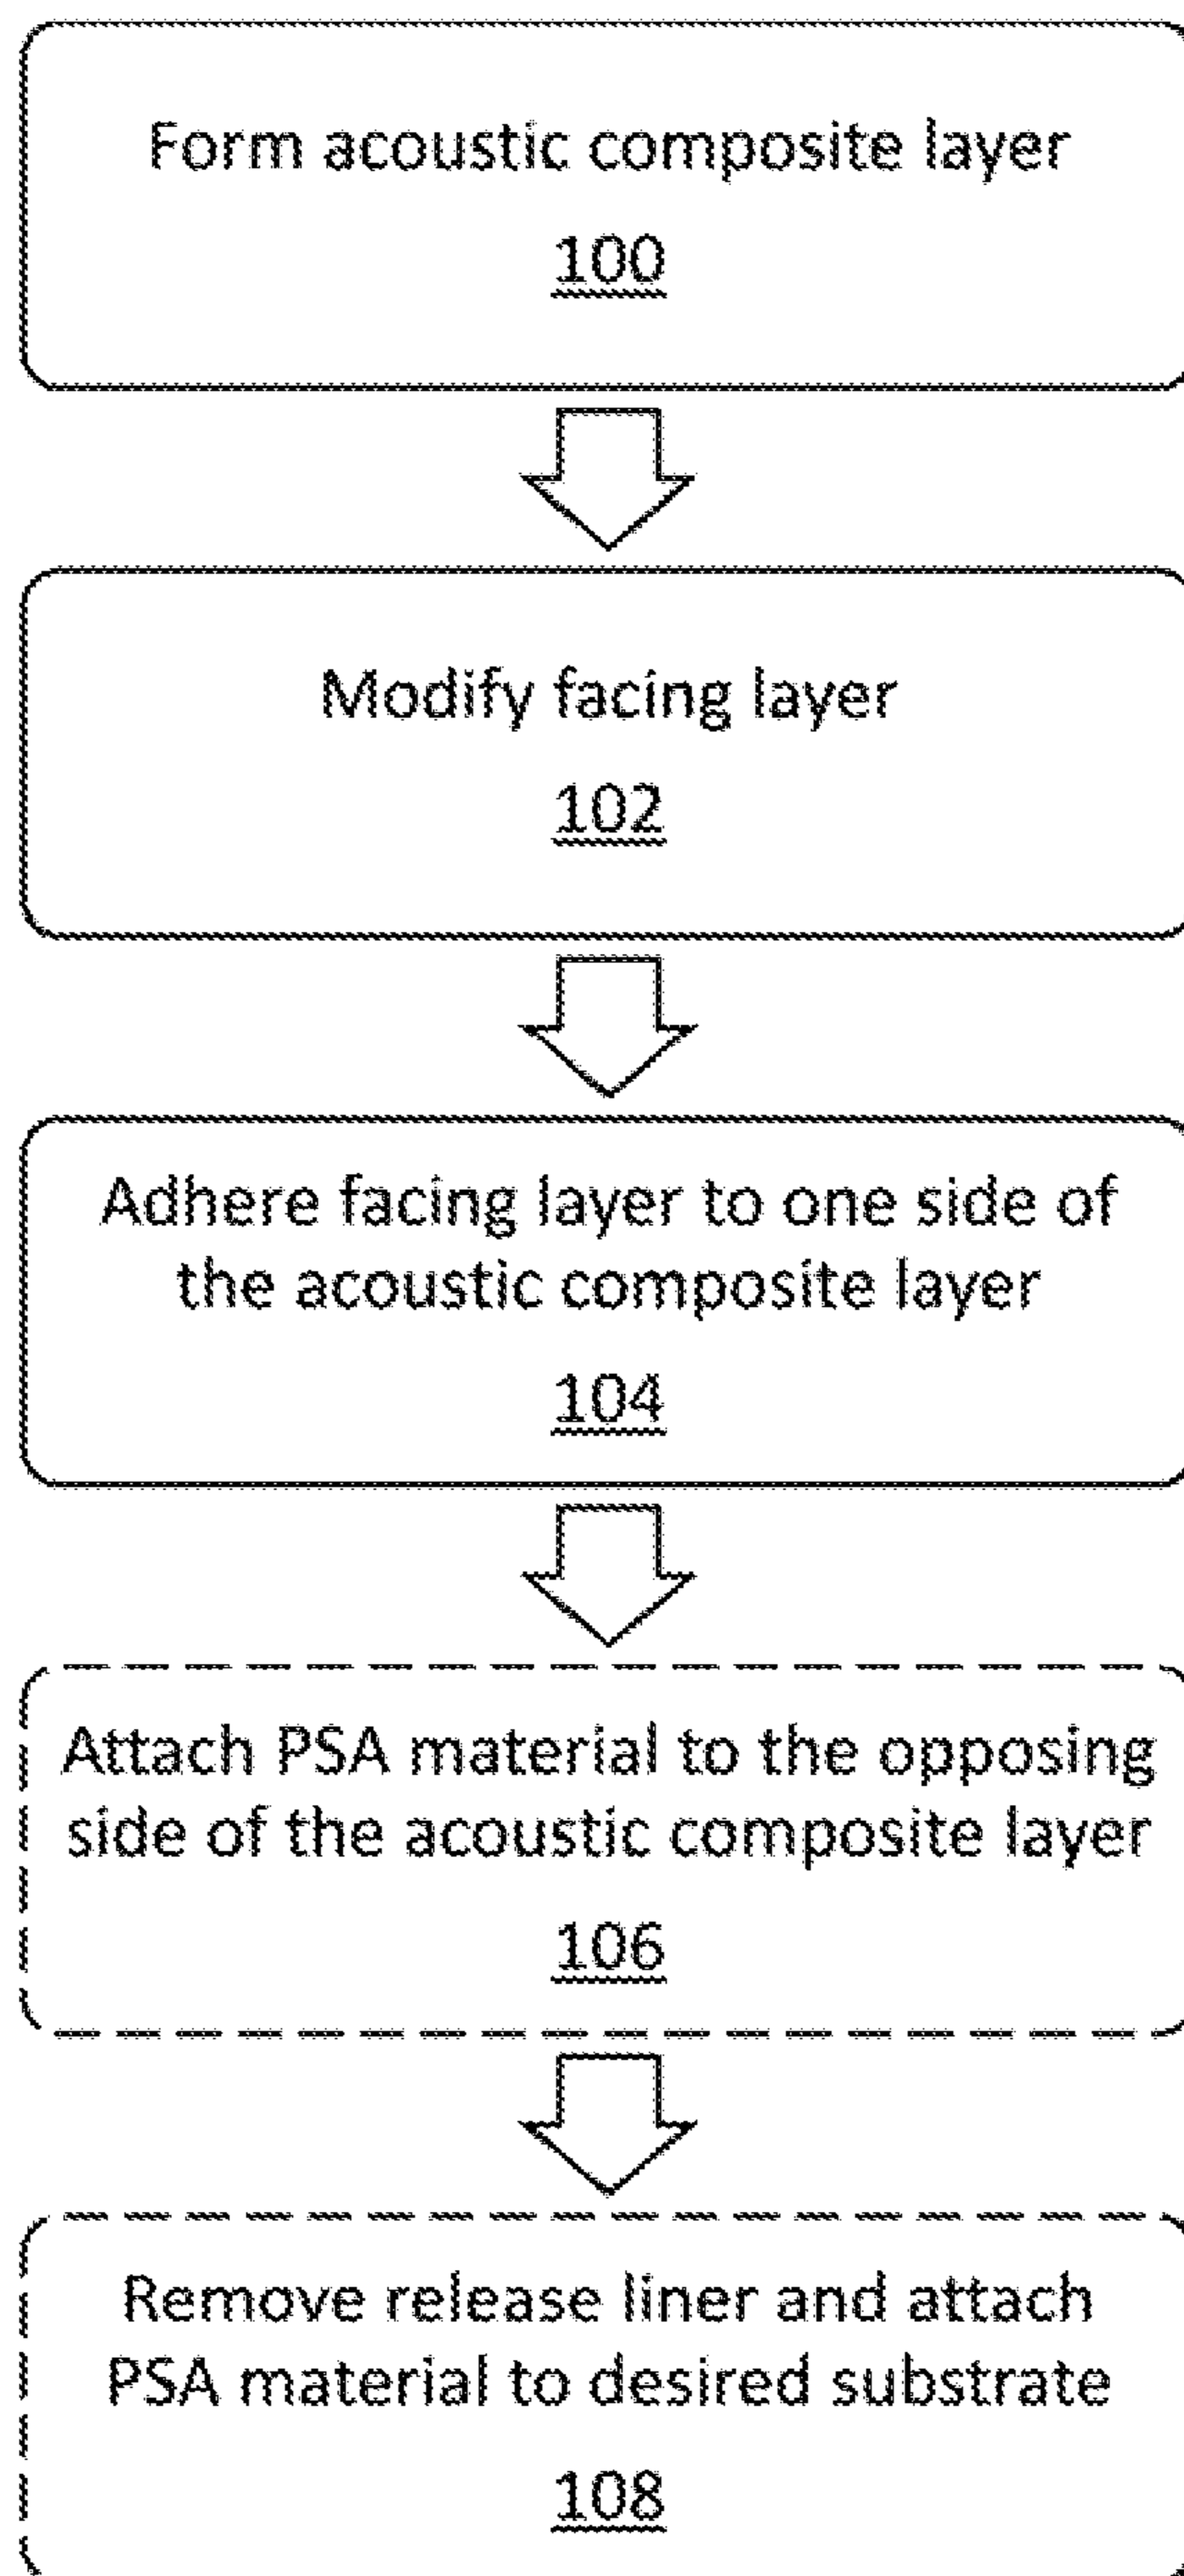 Form acoustic composite layer
100
Modify facing layer
102
Adhere facing layer to one side of
the acoustic composite layer
104
Attach PSA material to the opposing
side of the acoustic composite layer
106
Remove release liner and attach
PSA material to desired substrate
108